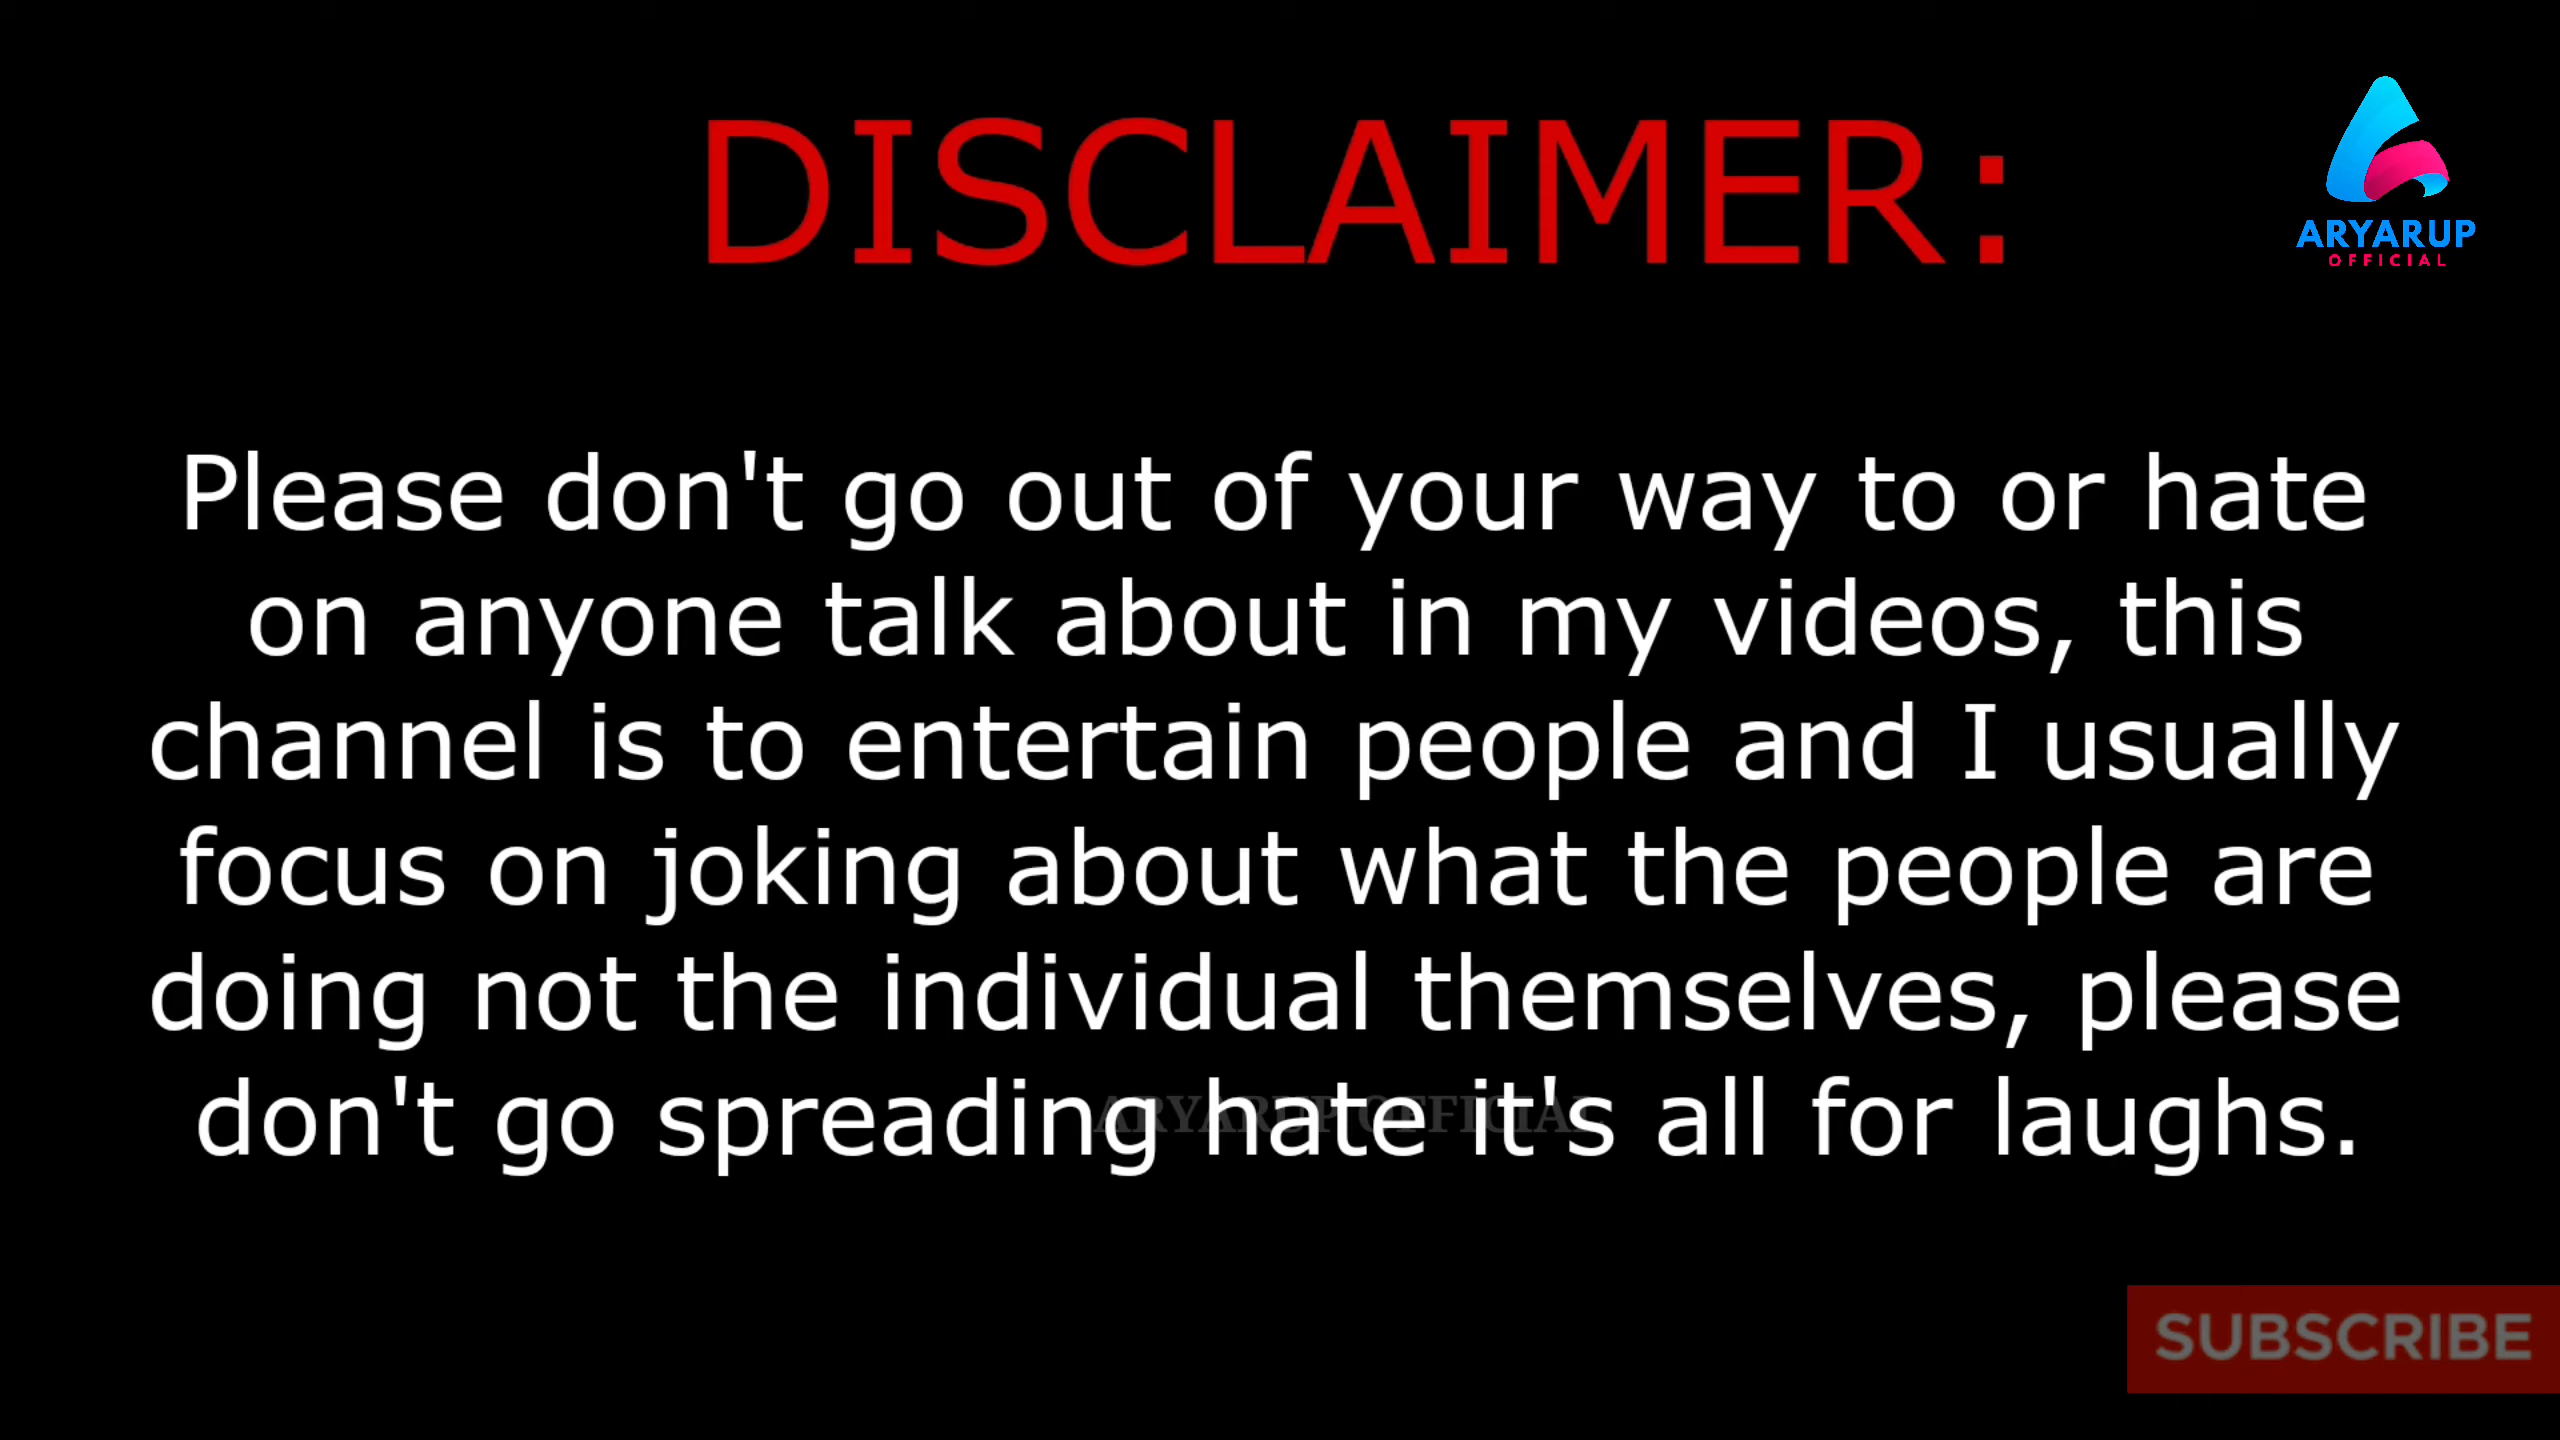 DISCLAIMER:
ARYARUP
OFFICIAL
Please don't go out of your way to or hate
on anyone talk about in my videos, this
channel is to entertain people and I usually
focus on joking about what the people are
doing not the individual themselves, please
don't go spreading hate it's all for laughs.
ARYARUP OFFICIAL
SUBSCRIBE